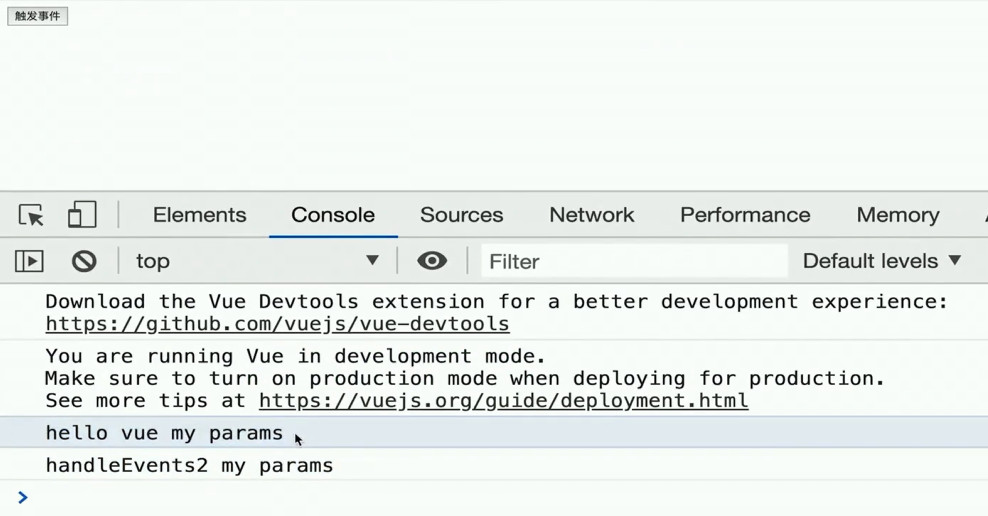 触发事件
Elements Console Sources Network Performance Memory
top Filter Default levels
Download the Vue Devtools extension for a better development experience:
https://github.com/vuejs/vue-devtools
You are running Vue in development mode.
Make sure to turn on production mode when deploying for production.
See more tips at https://vuejs.org/guide/deployment.html
hello vue my params
handleEvents2 my params